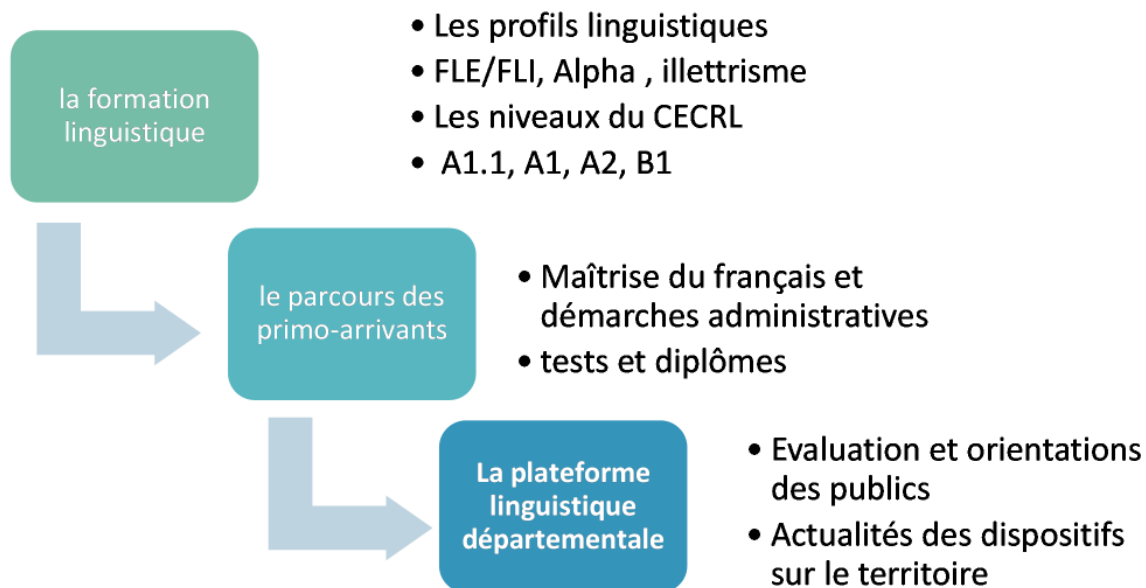 la formation
linguistique
• Les profils linguistiques
• FLE/FLI, Alpha , illettrisme
• Les niveaux du CECRL
• A1.1, A1, A2, B1
le parcours des
primo-arrivants
• Maîtrise du français et
démarches administratives
• tests et diplômes
La plateforme
linguistique
départementale
• Evaluation et orientations
des publics
• Actualités des dispositifs
sur le territoire